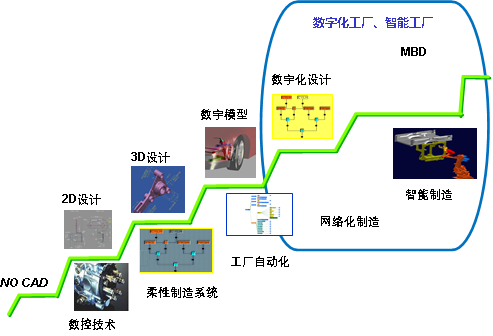 数字化工厂、智能工厂
MBD
数字化设计
数字模型
3D设计
2D设计
智能制造
网络化制造
工厂自动化
NO CAD
柔性制造系统
数控技术